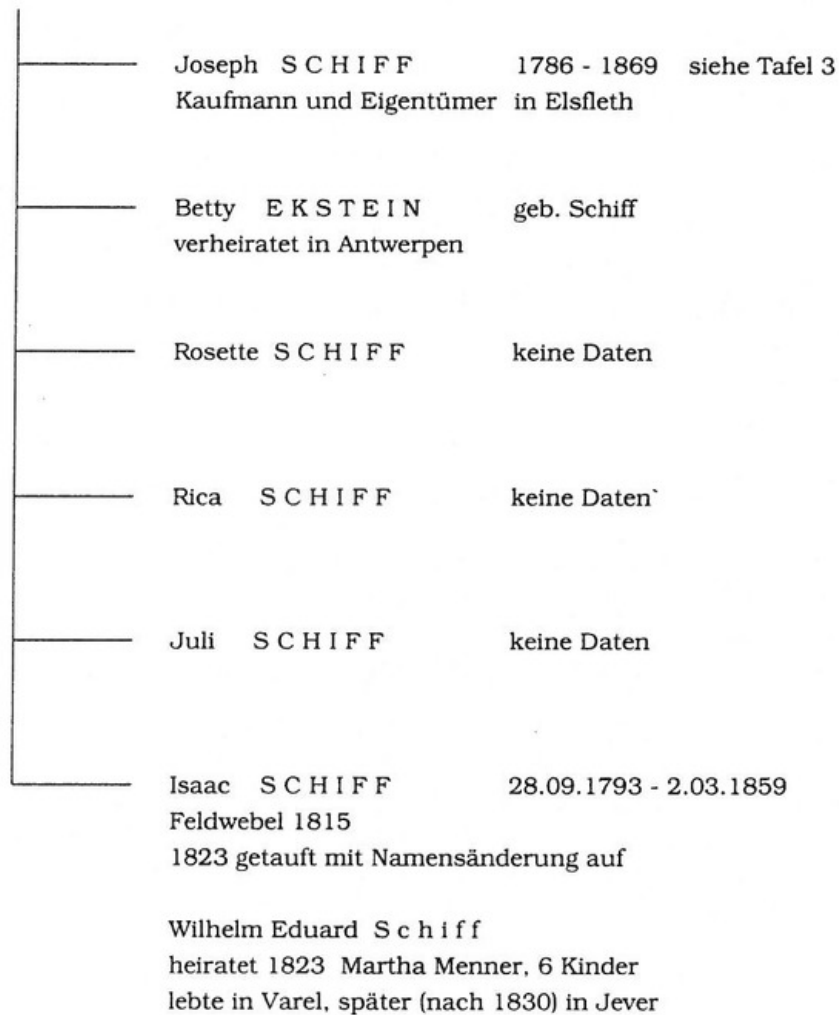 Joseph S C H I F F 1786 - 1869 siehe Tafel 3
Kaufmann und Eigentümer in Elsfleth
Betty E K S T E I N geb. Schiff
verheiratet in Antwerpen
Rosette S C H I F F keine Daten
Rica S C H I F F keine Daten
Juli S C H I F F keine Daten
Isaac S C H I F F 28.09.1793 - 2.03.1859
Feldwebel 1815
1823 getauft mit Namensänderung auf
Wilhelm Eduard S c h i f f
heiratet 1823 Martha Menner, 6 Kinder
lebte in Varel, später (nach 1830) in Jever